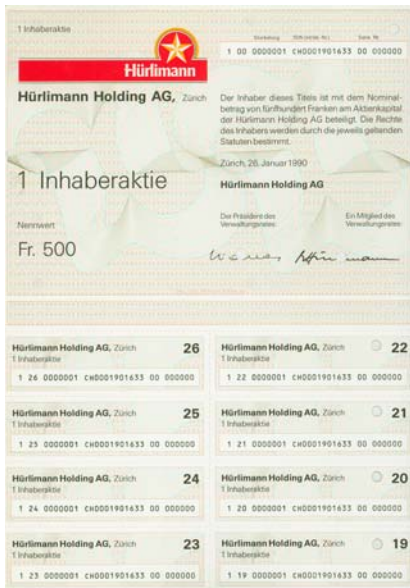 1 Inhaberaktie
Hürlimann
1 00 0000001 CH0001901633 00 000000
Hürlimann Holding AG, Zürich
Der Inhaber dieses Titels ist mit dem Nominal-
betrag von fünfhundert Franken am Aktienkapital
der Hürlimann Holding AG beteiligt. Die Rechte
des Inhabers werden durch die jeweils geltenden
Statuten bestimmt.
Zürich, 26. Januar 1990
1 Inhaberaktie
Hürlimann Holding AG
Nennwert
Der Präsident des
Verwaltungsrates:
Ein Mitglied des
Verwaltungsrates:
Fr. 500
Hürlimann Holding AG, Zürich 26
1 Inhaberaktie
1 26 0000001 CH0001901633 00 000000
Hürlimann Holding AG, Zürich 22
1 Inhaberaktie
1 22 0000001 CH0001901633 00 000000
Hürlimann Holding AG, Zürich 25
1 Inhaberaktie
1 25 0000001 CH0001901633 00 000000
Hürlimann Holding AG, Zürich 21
1 Inhaberaktie
1 21 0000001 CH0001901633 00 000000
Hürlimann Holding AG, Zürich 24
1 Inhaberaktie
1 24 0000001 CH0001901633 00 000000
Hürlimann Holding AG, Zürich 20
1 Inhaberaktie
1 20 0000001 CH0001901633 00 000000
Hürlimann Holding AG, Zürich 23
1 Inhaberaktie
1 23 0000001 CH0001901633 00 000000
Hürlimann Holding AG, Zürich 19
1 Inhaberaktie
1 19 0000001 CH0001901633 00 000000